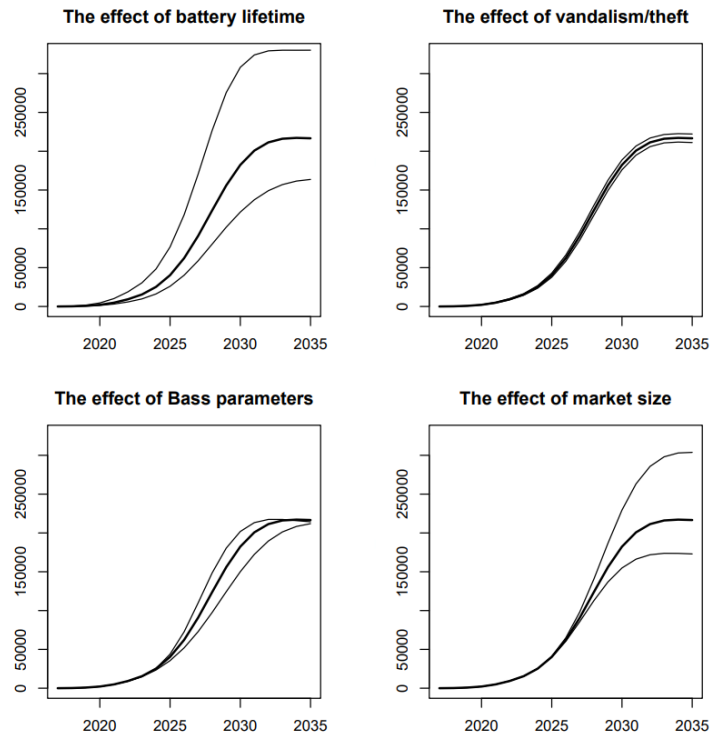 The effect of battery lifetime
250000
150000
50000
0
2020 2025 2030 2035
The effect of vandalism/theft
250000
150000
50000
0
2020 2025 2030 2035
The effect of Bass parameters
250000
150000
50000
0
2020 2025 2030 2035
The effect of market size
250000
150000
50000
0
2020 2025 2030 2035